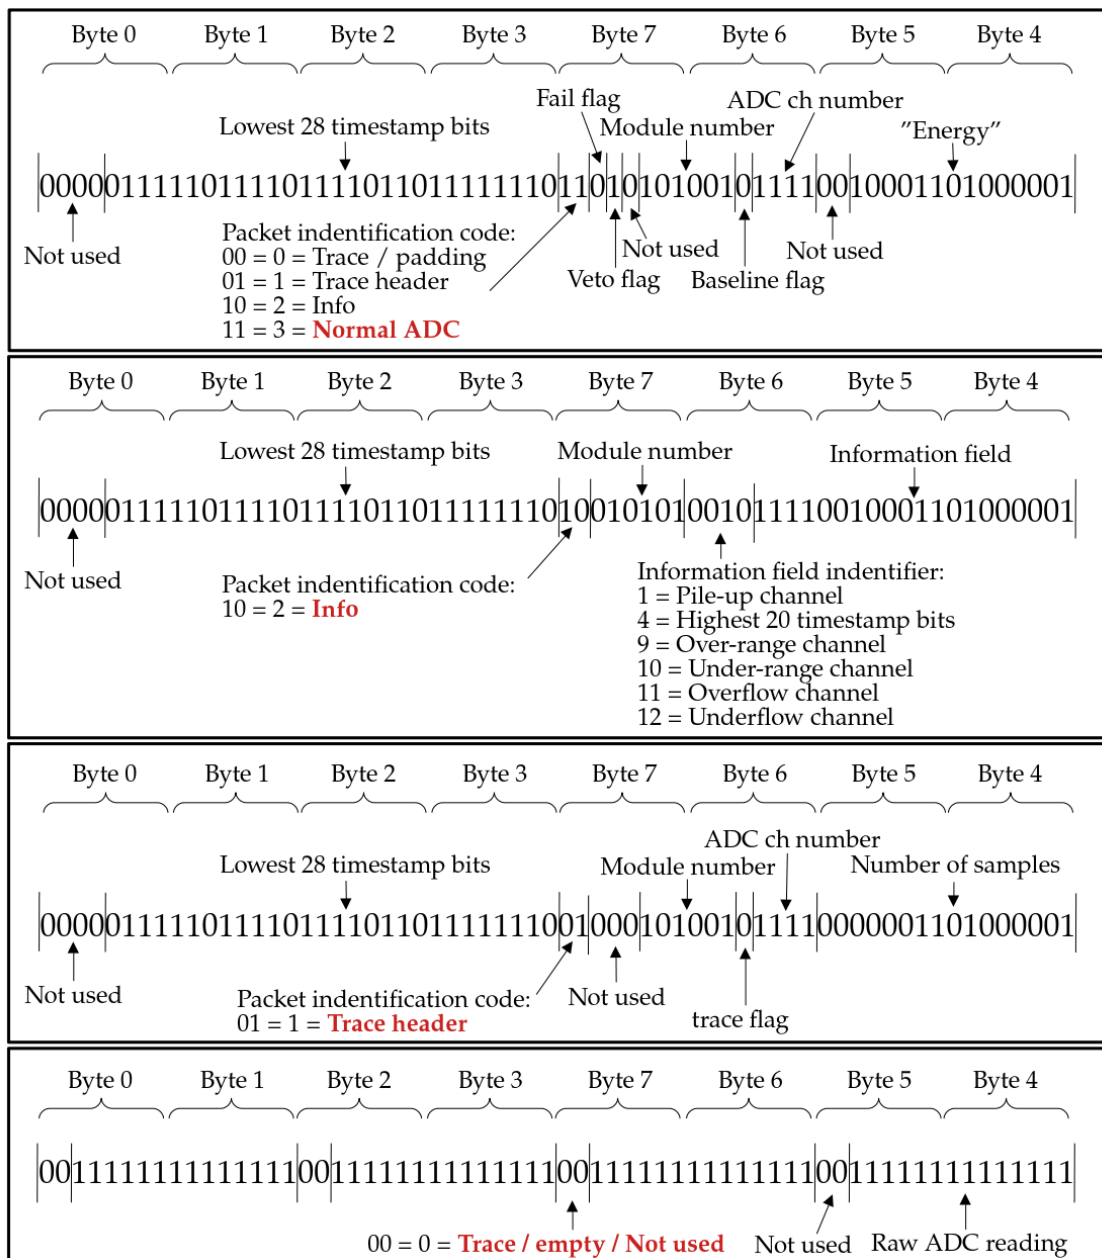 Byte 0 Byte 1 Byte 2 Byte 3 Byte 7 Byte 6 Byte 5 Byte 4
Fail flag ADC ch number
Lowest 28 timestamp bits Module number "Energy"
0000011111011110111101101111111011010101001011110010001101000001
Not used Packet indentification code: Not used Not used
00 = 0 = Trace / padding
01 = 1 = Trace header Veto flag Baseline flag
10 = 2 = Info
11 = 3 = Normal ADC
Byte 0 Byte 1 Byte 2 Byte 3 Byte 7 Byte 6 Byte 5 Byte 4
Lowest 28 timestamp bits Module number Information field
0000011111011110111101101111111010010101001011110010001101000001
Not used Packet indentification code: Information field indentifier:
10 = 2 = Info
1 = Pile-up channel
4 = Highest 20 timestamp bits
9 = Over-range channel
10 = Under-range channel
11 = Overflow channel
12 = Underflow channel
Byte 0 Byte 1 Byte 2 Byte 3 Byte 7 Byte 6 Byte 5 Byte 4
ADC ch number
Lowest 28 timestamp bits Module number Number of samples
0000011111011110111101101111111001000101001011110000001101000001
Not used Packet indentification code: Not used
01 = 1 = Trace header trace flag
Byte 0 Byte 1 Byte 2 Byte 3 Byte 7 Byte 6 Byte 5 Byte 4
0011111111111111001111111111111100111111111111110011111111111111
00 = 0 = Trace / empty / Not used Not used Raw ADC reading